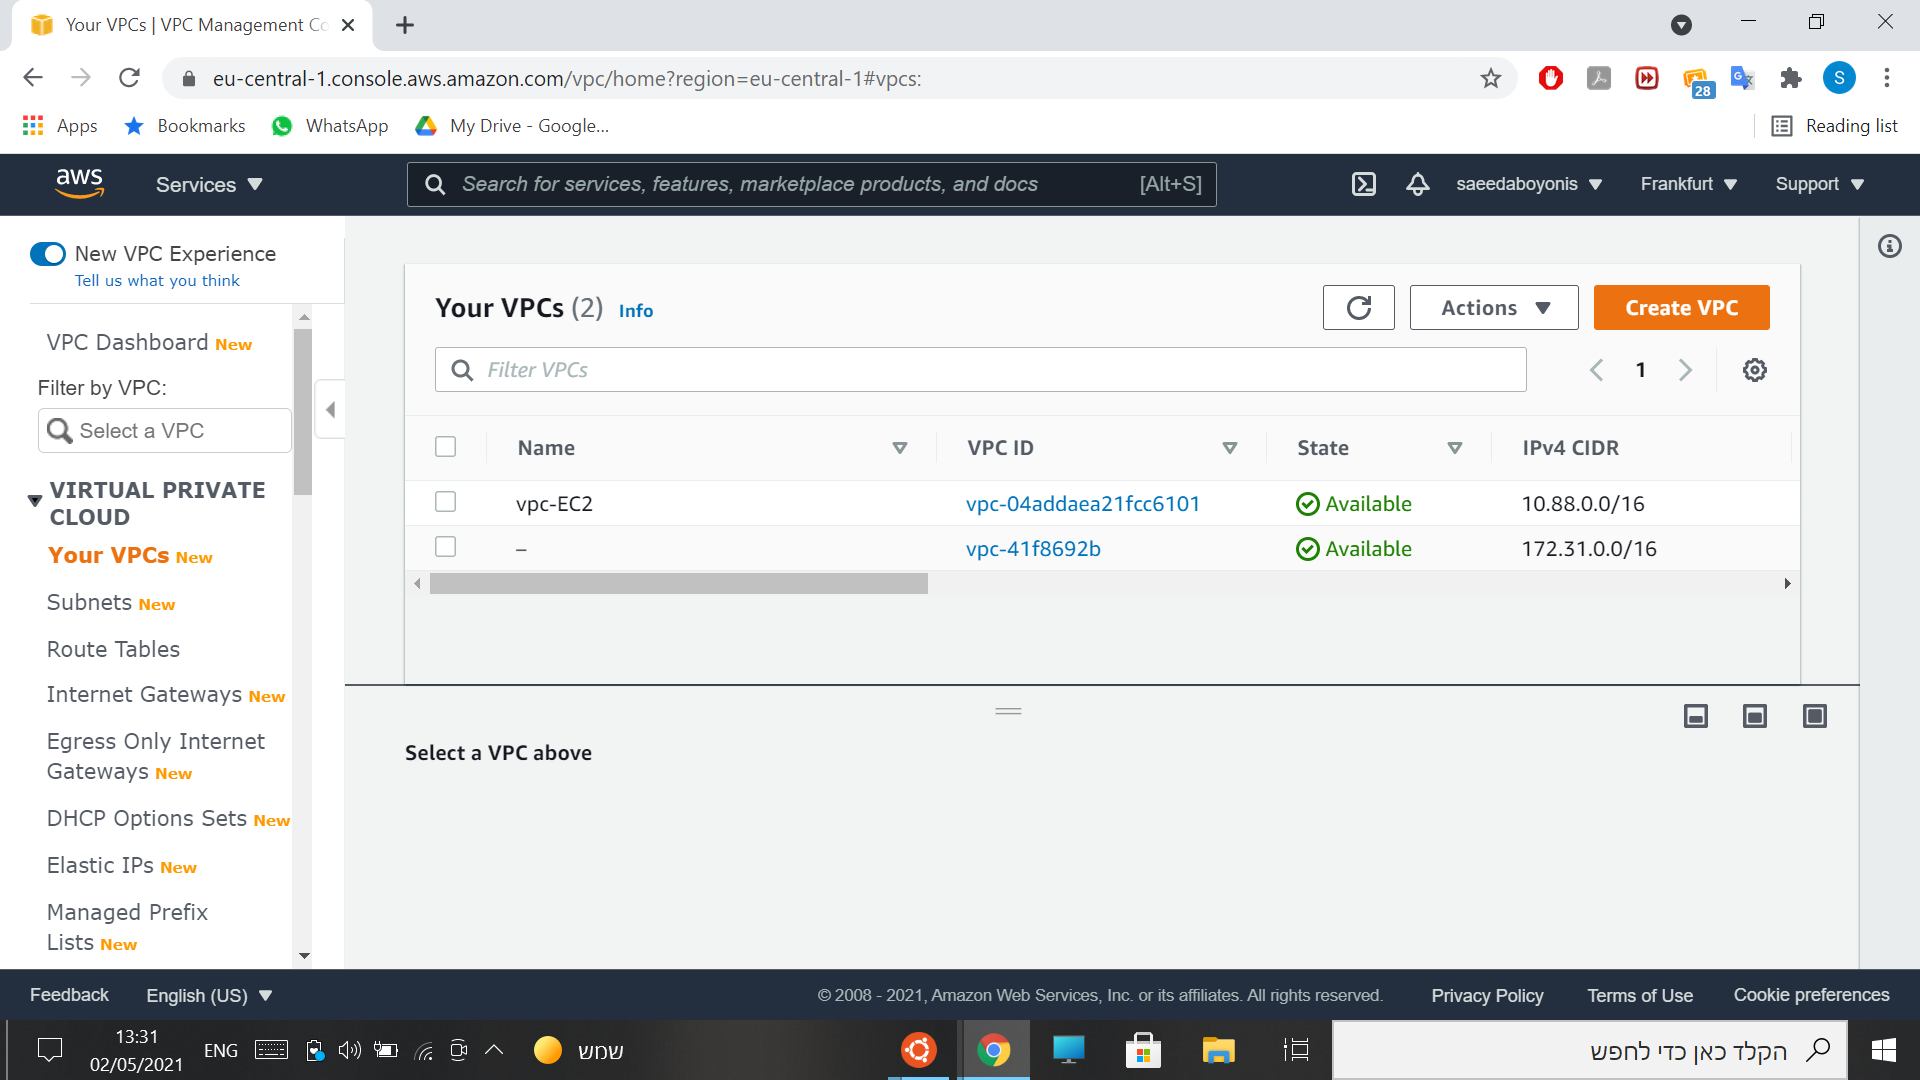 Your VPCs | VPC Management Co
eu-central-1.console.aws.amazon.com/vpc/home?region=eu-central-1#vpcs:
28
S
Apps
Bookmarks
WhatsApp
My Drive - Google...
Reading list
aws
Services
Search for services, features, marketplace products, and docs
[Alt+S]
saeedaboyonis
Frankfurt
Support
New VPC Experience
Tell us what you think
VPC Dashboard New
Filter by VPC:
Select a VPC
VIRTUAL PRIVATE
CLOUD
Your VPCs New
Subnets New
Route Tables
Internet Gateways New
Egress Only Internet
Gateways New
DHCP Options Sets New
Elastic IPs New
Managed Prefix
Lists New
Your VPCs (2) Info
Actions
Create VPC
Filter VPCs
1
Name VPC ID State IPv4 CIDR
vpc-EC2 vpc-04addaea21fcc6101 Available 10.88.0.0/16
– vpc-41f8692b Available 172.31.0.0/16
Select a VPC above
Feedback
English (US)
© 2008 - 2021, Amazon Web Services, Inc. or its affiliates. All rights reserved.
Privacy Policy
Terms of Use
Cookie preferences
13:31
02/05/2021
ENG
שמש
הקלד כאן כדי לחפש